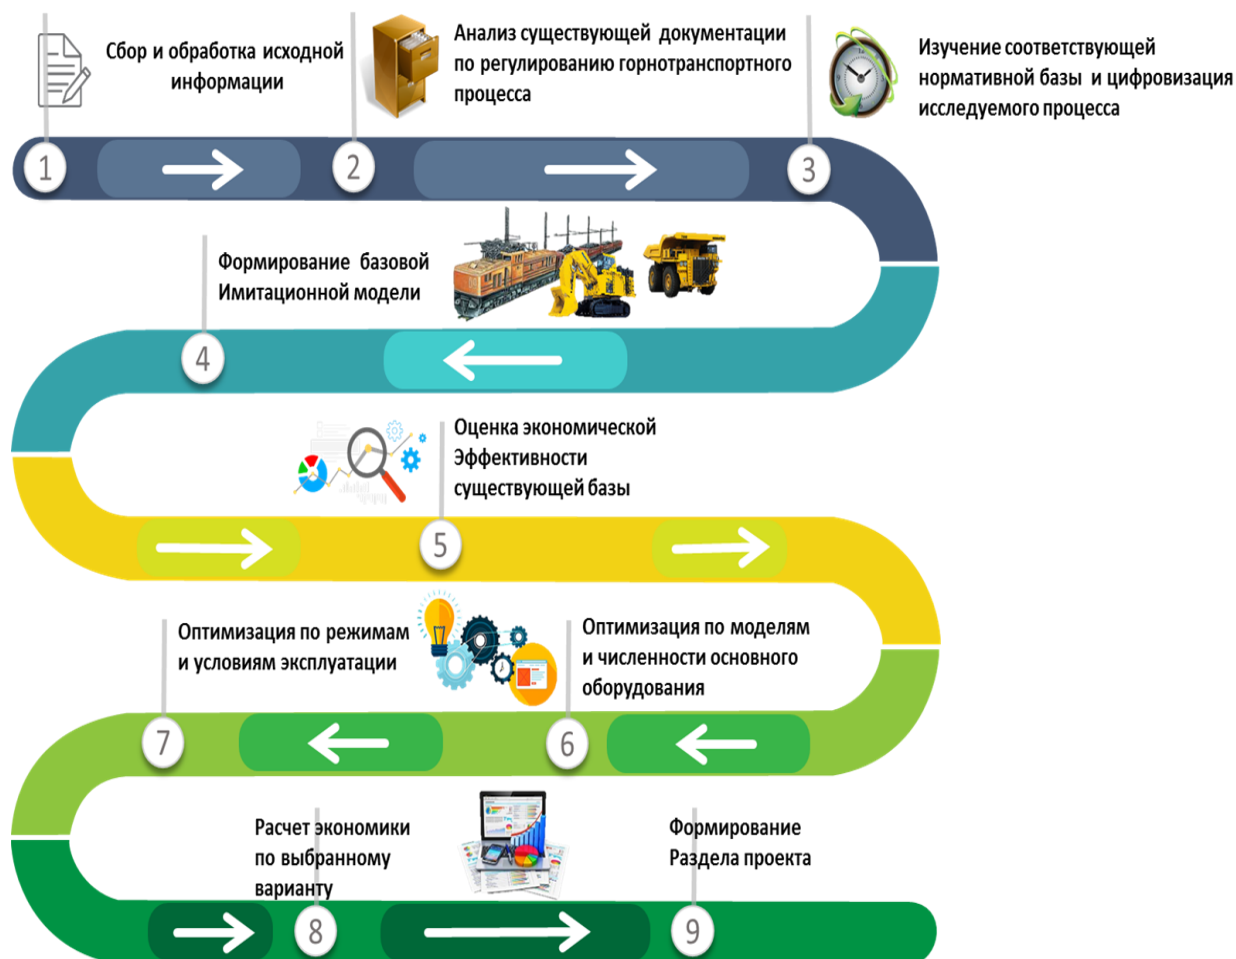 Сбор и обработка исходной
информации
Анализ существующей документации
по регулированию горнотранспортного
процесса
Изучение соответствующей
нормативной базы и цифровизация
исследуемого процесса
1
2
3
Формирование базовой
Имитационной модели
4
Оценка экономической
Эффективности
существующей базы
5
Оптимизация по режимам
и условиям эксплуатации
Оптимизация по моделям
и численности основного
оборудования
7
6
Расчет экономики
по выбранному
варианту
Формирование
Раздела проекта
8
9